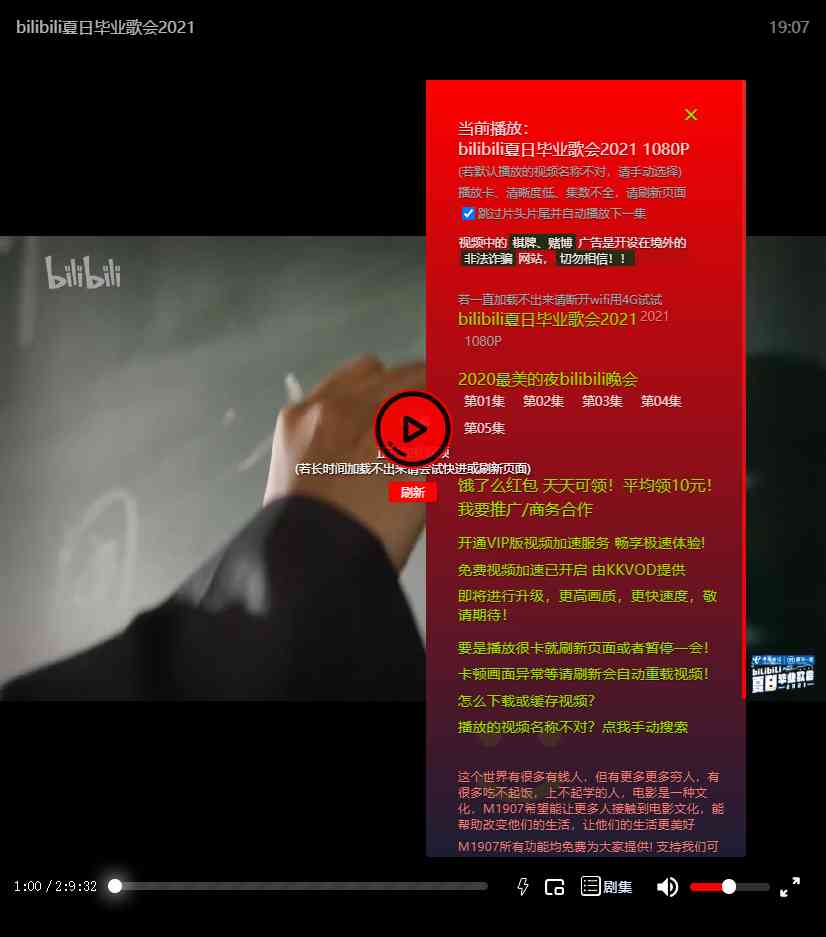 bilibili夏日毕业歌会2021
19:07
当前播放：
bilibili夏日毕业歌会2021 1080P
(若默认播放的视频名称不对，请手动选择)
播放卡、清晰度低、集数不全，请刷新页面
跳过片头片尾并自动播放下一集
视频中的 棋牌、赌博 广告是开设在境外的
非法诈骗 网站， 切勿相信！！
bilibili
若一直加载不出来请断开wifi用4G试试
bilibili夏日毕业歌会2021 2021
1080P
2020最美的夜bilibili晚会
第01集 第02集 第03集 第04集
第05集
(若长时间加载不出来请尝试快进或刷新页面)
刷新
饿了么红包 天天可领！平均领10元！
我要推广/商务合作
开通VIP版视频加速服务 畅享极速体验!
免费视频加速已开启 由KKVOD提供
即将进行升级，更高画质，更快速度，敬
请期待！
要是播放很卡就刷新页面或者暂停一会！
卡顿画面异常等请刷新会自动重载视频！
怎么下载或缓存视频？
播放的视频名称不对？点我手动搜索
bilibili
夏日毕业歌会
2021
这个世界有很多有钱人，但有更多更多穷人，有
很多吃不起饭，上不起学的人，电影是一种文
化，M1907希望能让更多人接触到电影文化，能
帮助改变他们的生活，让他们的生活更美好
M1907所有功能均免费为大家提供! 支持我们可
1:00 / 2:9:32
剧集